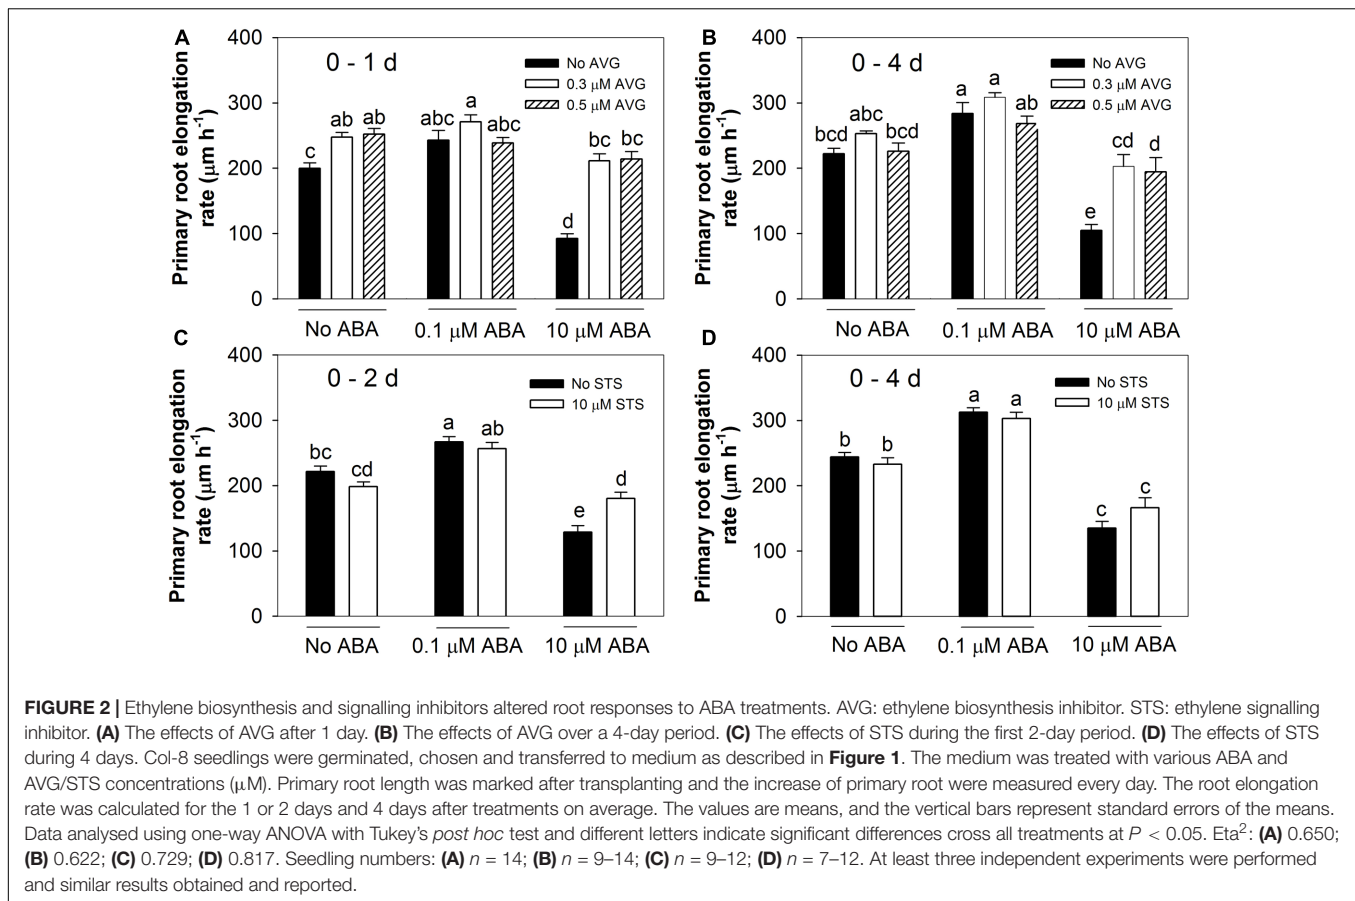 A
400
300
200
100
0
Primary root elongation
rate (μm h-1)
0 - 1 d
No AVG
0.3 μM AVG
0.5 μM AVG
c
ab
ab
abc
a
abc
d
bc
bc
No ABA
0.1 μM ABA
10 μM ABA
B
400
300
200
100
0
Primary root elongation
rate (μm h-1)
0 - 4 d
No AVG
0.3 μM AVG
0.5 μM AVG
bcd
abc
bcd
a
a
ab
e
cd
d
No ABA
0.1 μM ABA
10 μM ABA
C
400
300
200
100
0
Primary root elongation
rate (μm h-1)
0 - 2 d
No STS
10 μM STS
bc
cd
a
ab
e
d
No ABA
0.1 μM ABA
10 μM ABA
D
400
300
200
100
0
Primary root elongation
rate (μm h-1)
0 - 4 d
No STS
10 μM STS
b
b
a
a
c
c
No ABA
0.1 μM ABA
10 μM ABA
FIGURE 2 | Ethylene biosynthesis and signalling inhibitors altered root responses to ABA treatments. AVG: ethylene biosynthesis inhibitor. STS: ethylene signalling
inhibitor. (A) The effects of AVG after 1 day. (B) The effects of AVG over a 4-day period. (C) The effects of STS during the first 2-day period. (D) The effects of STS
during 4 days. Col-8 seedlings were germinated, chosen and transferred to medium as described in Figure 1. The medium was treated with various ABA and
AVG/STS concentrations (μM). Primary root length was marked after transplanting and the increase of primary root were measured every day. The root elongation
rate was calculated for the 1 or 2 days and 4 days after treatments on average. The values are means, and the vertical bars represent standard errors of the means.
Data analysed using one-way ANOVA with Tukey's post hoc test and different letters indicate significant differences cross all treatments at P < 0.05. Eta2: (A) 0.650;
(B) 0.622; (C) 0.729; (D) 0.817. Seedling numbers: (A) n = 14; (B) n = 9–14; (C) n = 9–12; (D) n = 7–12. At least three independent experiments were performed
and similar results obtained and reported.